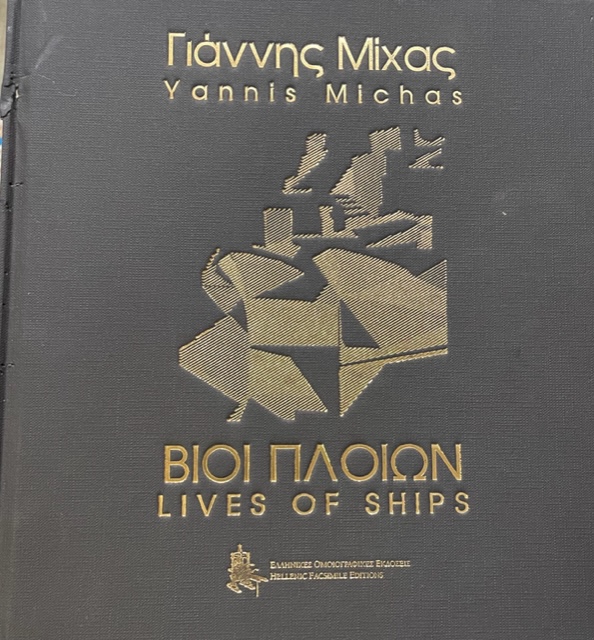 Γιάννης Μίχας
Yannis Michas
ΒΙΟΙ ΠΛΟΙΩΝ
LIVES OF SHIPS
ΕΛΛΗΝΙΚΕΣ ΟΜΟΙΟΓΡΑΦΙΚΕΣ ΕΚΔΟΣΕΙΣ
HELLENIC FACSIMILE EDITIONS